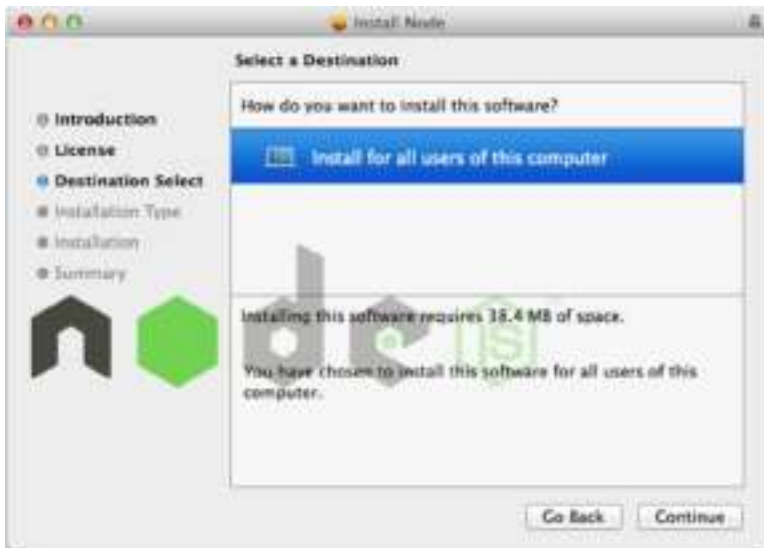 Install Node
Select a Destination
Introduction
License
Destination Select
Installation Type
Installation
Summary
How do you want to install this software?
Install for all users of this computer
Installing this software requires 38.4 MB of space.
You have chosen to install this software for all users of this
computer.
node
JS
Go Back
Continue